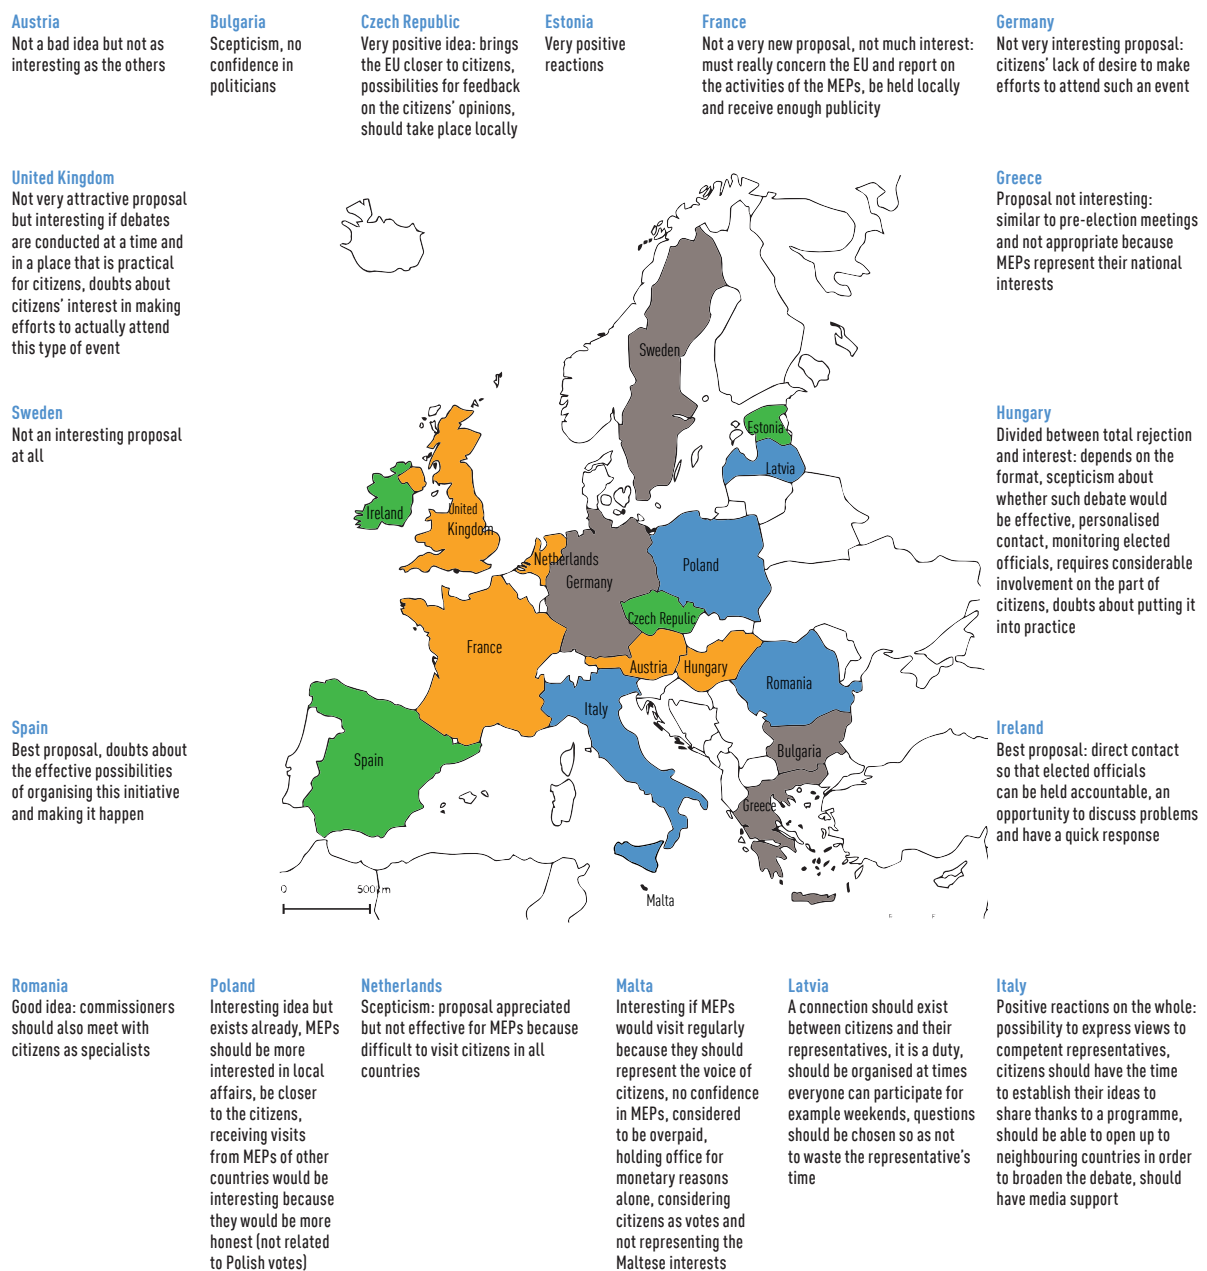 Austria
Not a bad idea but not as
interesting as the others
Bulgaria
Scepticism, no
confidence in
politicians
Czech Republic
Very positive idea: brings
the EU closer to citizens,
possibilities for feedback
on the citizens’ opinions,
should take place locally
Estonia
Very positive
reactions
France
Not a very new proposal, not much interest:
must really concern the EU and report on
the activities of the MEPs, be held locally
and receive enough publicity
Germany
Not very interesting proposal:
citizens’ lack of desire to make
efforts to attend such an event
United Kingdom
Not very attractive proposal
but interesting if debates
are conducted at a time and
in a place that is practical
for citizens, doubts about
citizens’ interest in making
efforts to actually attend
this type of event
Greece
Proposal not interesting:
similar to pre-election meetings
and not appropriate because
MEPs represent their national
interests
Sweden
Not an interesting proposal
at all
Hungary
Divided between total rejection
and interest: depends on the
format, scepticism about
whether such debate would
be effective, personalised
contact, monitoring elected
officials, requires considerable
involvement on the part of
citizens, doubts about putting it
into practice
Spain
Best proposal, doubts about
the effective possibilities
of organising this initiative
and making it happen
Ireland
Best proposal: direct contact
so that elected officials
can be held accountable, an
opportunity to discuss problems
and have a quick response
Sweden
Estonia
Latvia
Ireland
United
Kingdom
Netherlands
Germany
Poland
Czech Repulic
France
Austria
Hungary
Romania
Italy
Bulgaria
Spain
Greece
Malta
0 500 km
Romania
Good idea: commissioners
should also meet with
citizens as specialists
Poland
Interesting idea but
exists already, MEPs
should be more
interested in local
affairs, be closer
to the citizens,
receiving visits
from MEPs of other
countries would be
interesting because
they would be more
honest (not related
to Polish votes)
Netherlands
Scepticism: proposal appreciated
but not effective for MEPs because
difficult to visit citizens in all
countries
Malta
Interesting if MEPs
would visit regularly
because they should
represent the voice of
citizens, no confidence
in MEPs, considered
to be overpaid,
holding office for
monetary reasons
alone, considering
citizens as votes and
not representing the
Maltese interests
Latvia
A connection should exist
between citizens and their
representatives, it is a duty,
should be organised at times
everyone can participate for
example weekends, questions
should be chosen so as not
to waste the representative’s
time
Italy
Positive reactions on the whole:
possibility to express views to
competent representatives,
citizens should have the time
to establish their ideas to
share thanks to a programme,
should be able to open up to
neighbouring countries in order
to broaden the debate, should
have media support